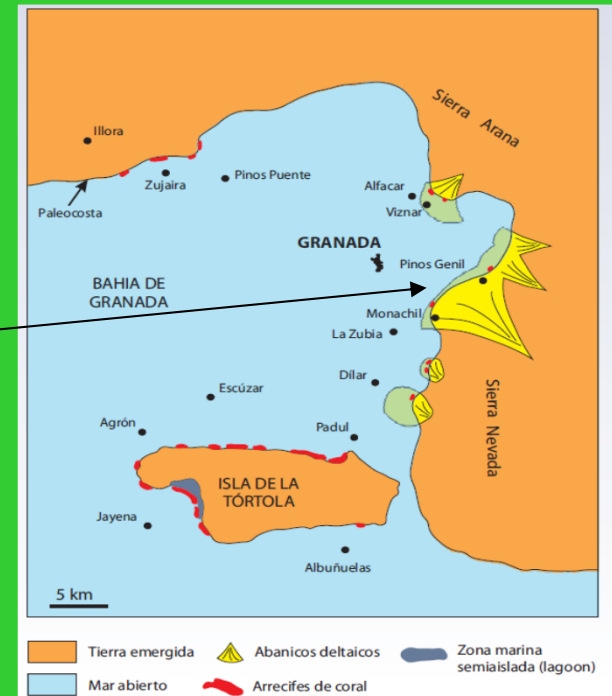 Sierra Arana
Illora
Zujaira
Pinos Puente
Alfacar
Viznar
Paleocosta
GRANADA
Pinos Genil
BAHIA DE
GRANADA
Monachil
La Zubia
Dílar
Escúzar
Sierra Nevada
Agrón
Padul
ISLA DE LA
TÓRTOLA
Jayena
Albuñuelas
5 km
Tierra emergida
Abanicos deltaicos
Zona marina
semiaislada (lagoon)
Mar abierto
Arrecifes de coral